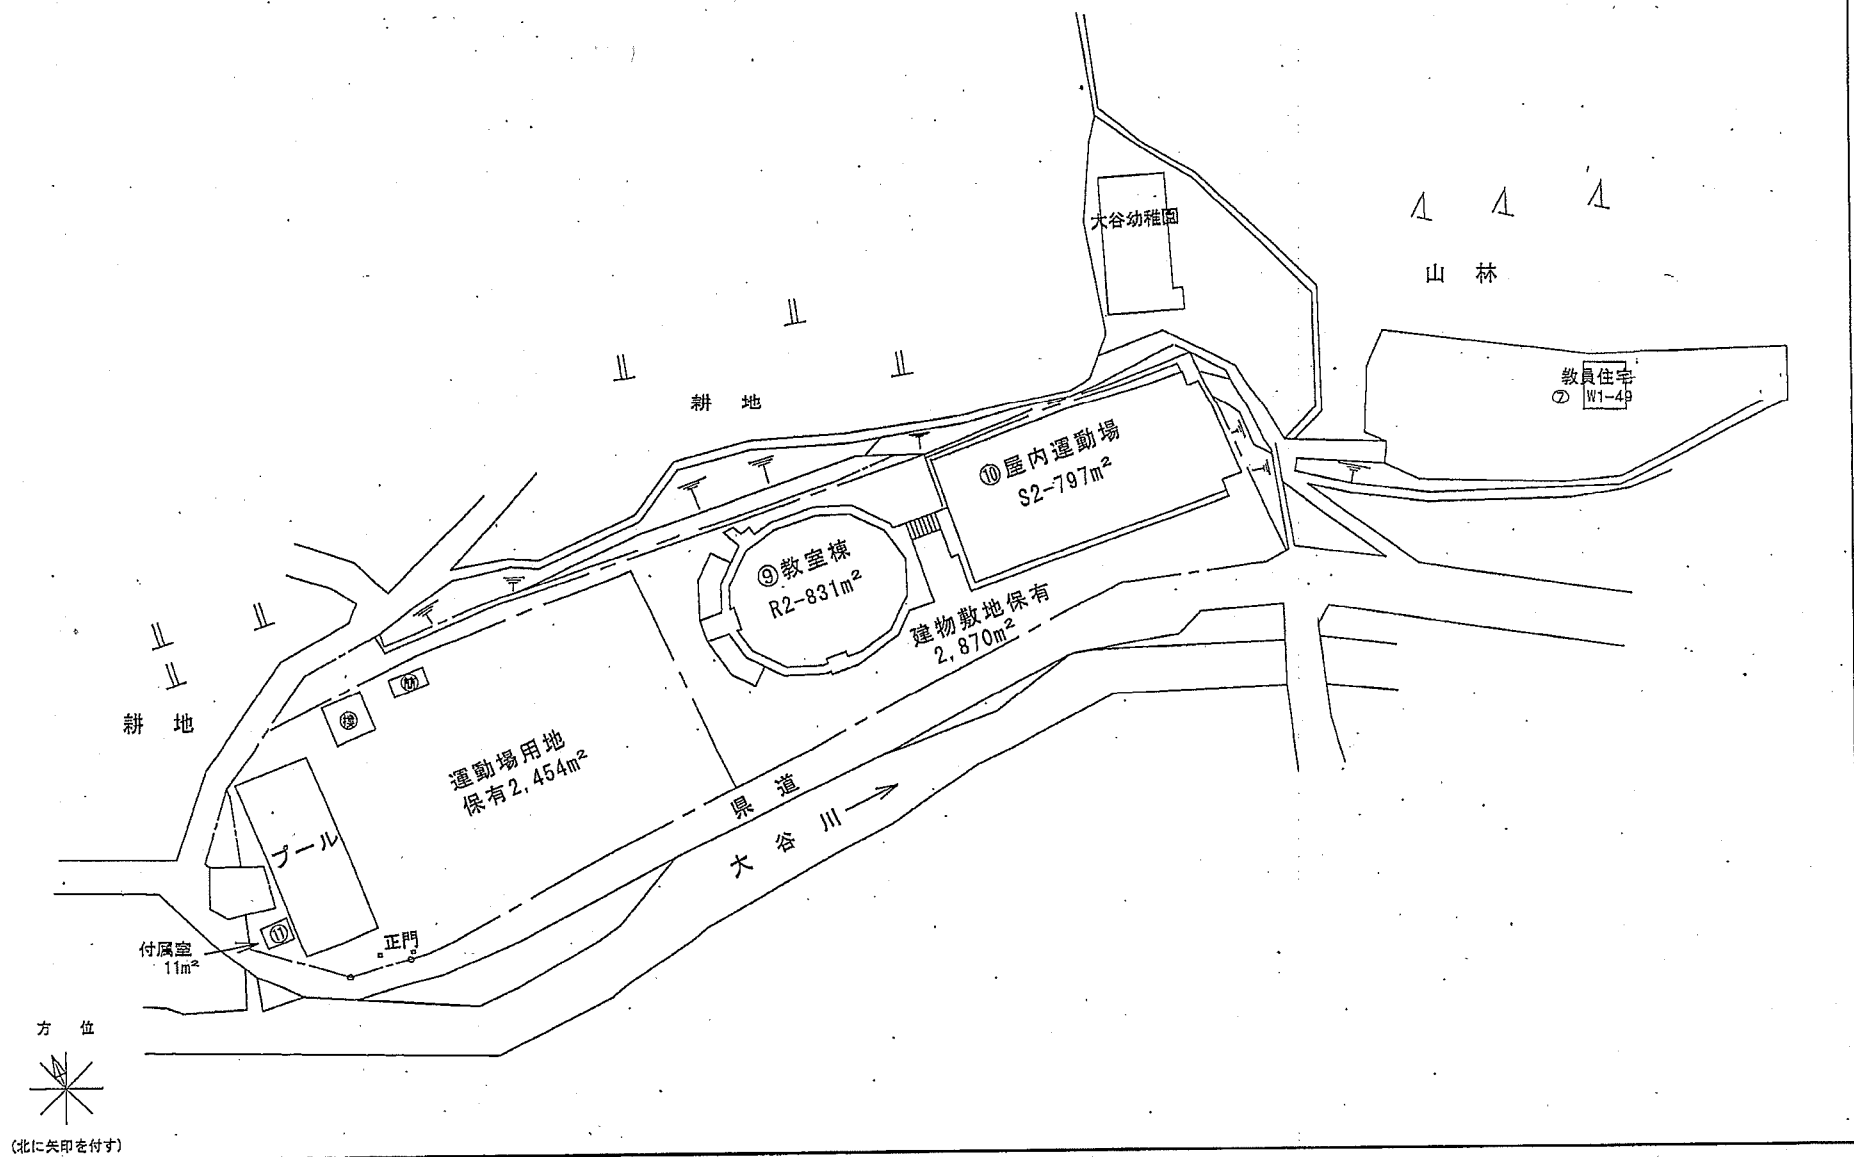 大谷幼稚園
山林
教員住宅
⑦ W1-49
耕地
⑩屋内運動場
S2-797m²
⑨教室棟
R2-831m²
建物敷地保有
2,870m²
耕地
運動場用地
保有2,454m²
県道
大谷川
プール
⑪
正門
付属室
11m²
方位
(北に矢印を付す)